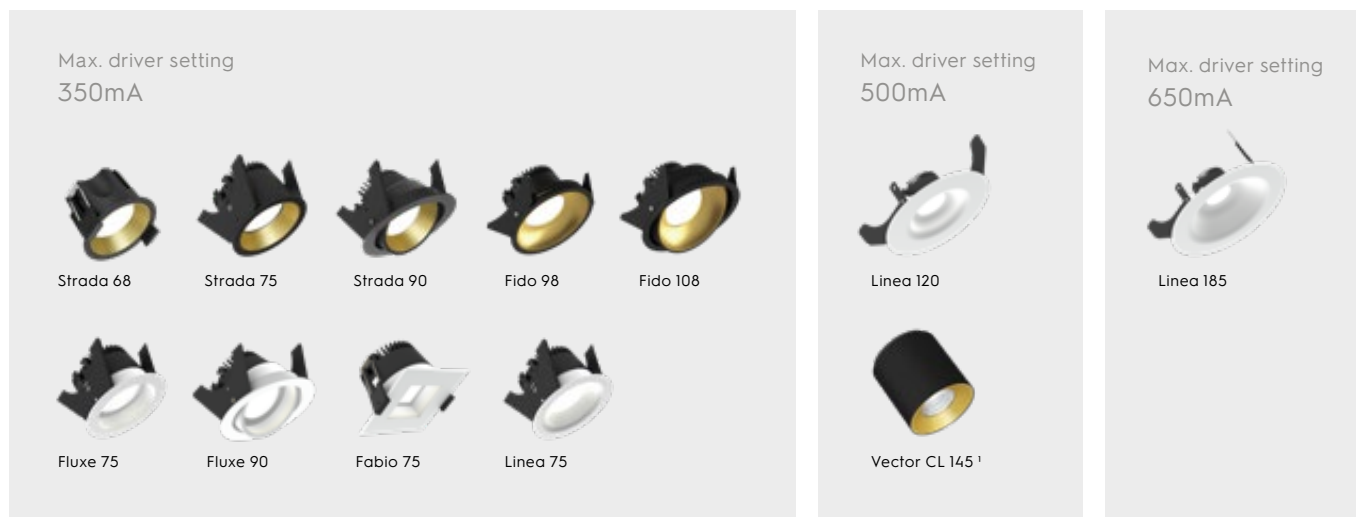 Max. driver setting
350mA
Strada 68
Strada 75
Strada 90
Fido 98
Fido 108
Fluxe 75
Fluxe 90
Fabio 75
Linea 75
Max. driver setting
500mA
Linea 120
Vector CL 145 ¹
Max. driver setting
650mA
Linea 185